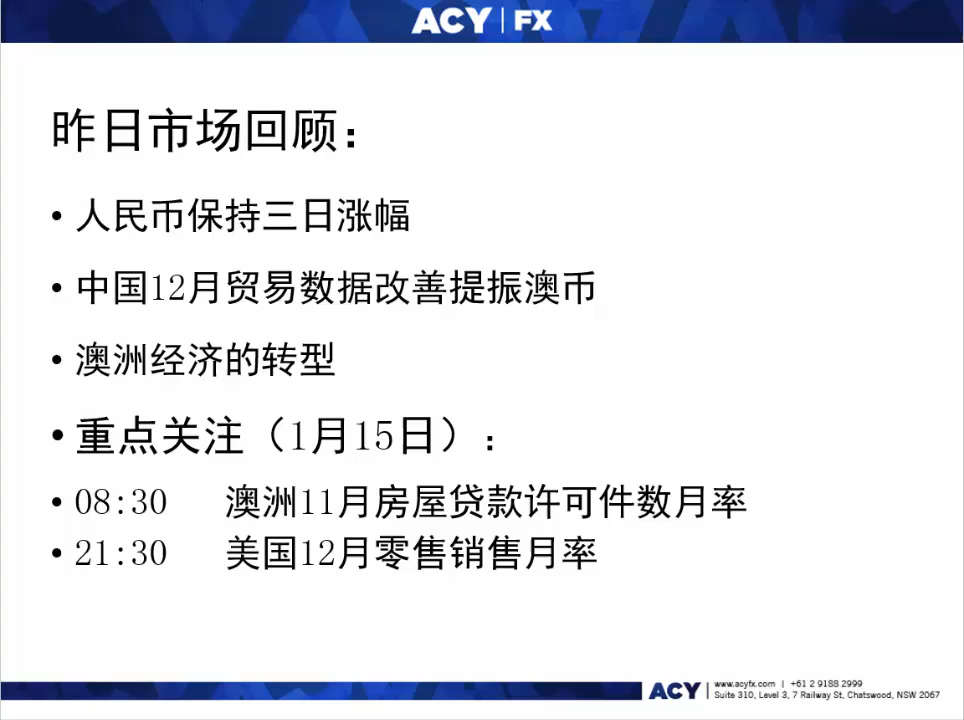 ACY | FX
昨日市场回顾：
• 人民币保持三日涨幅
• 中国12月贸易数据改善提振澳币
• 澳洲经济的转型
• 重点关注（1月15日）：
• 08:30 澳洲11月房屋贷款许可件数月率
• 21:30 美国12月零售销售月率
ACY | www.acyfx.com | +61 2 9188 2999
Suite 310, Level 3, 7 Railway St, Chatswood, NSW 2067